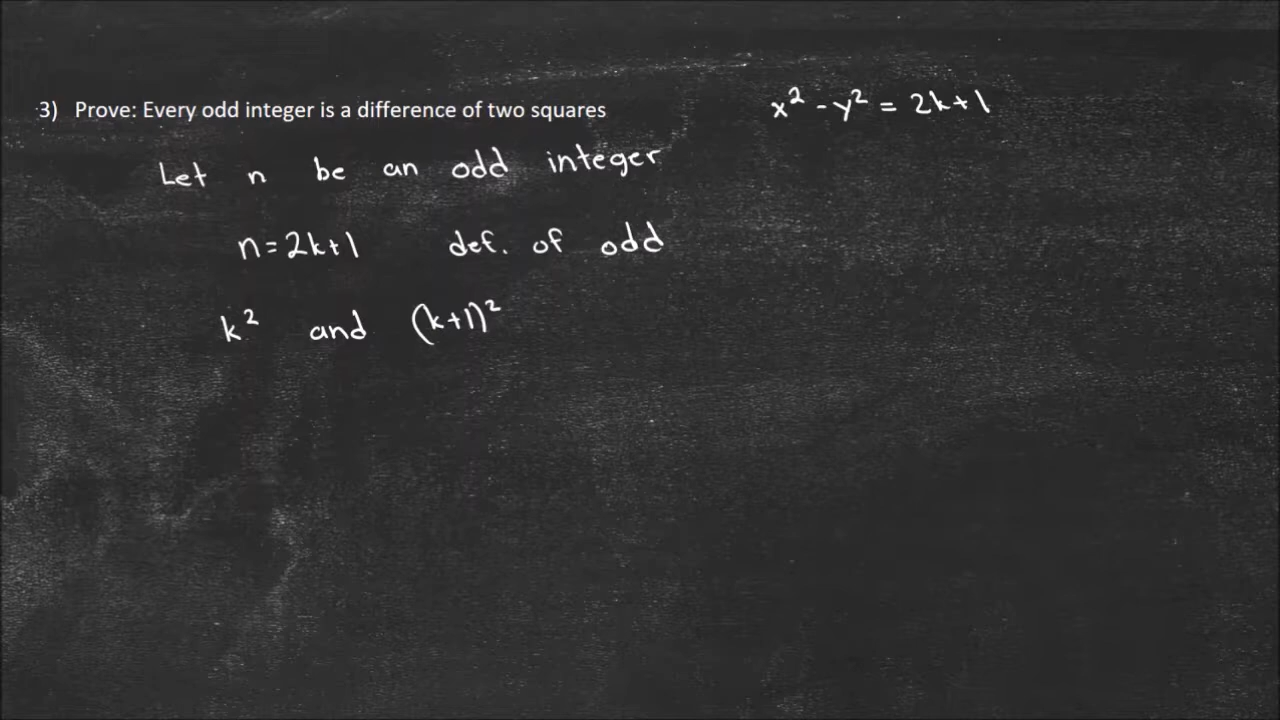 3) Prove: Every odd integer is a difference of two squares
x² - y² = 2k+1
Let n be an odd integer
n=2k+1 def. of odd
k² and (k+1)²